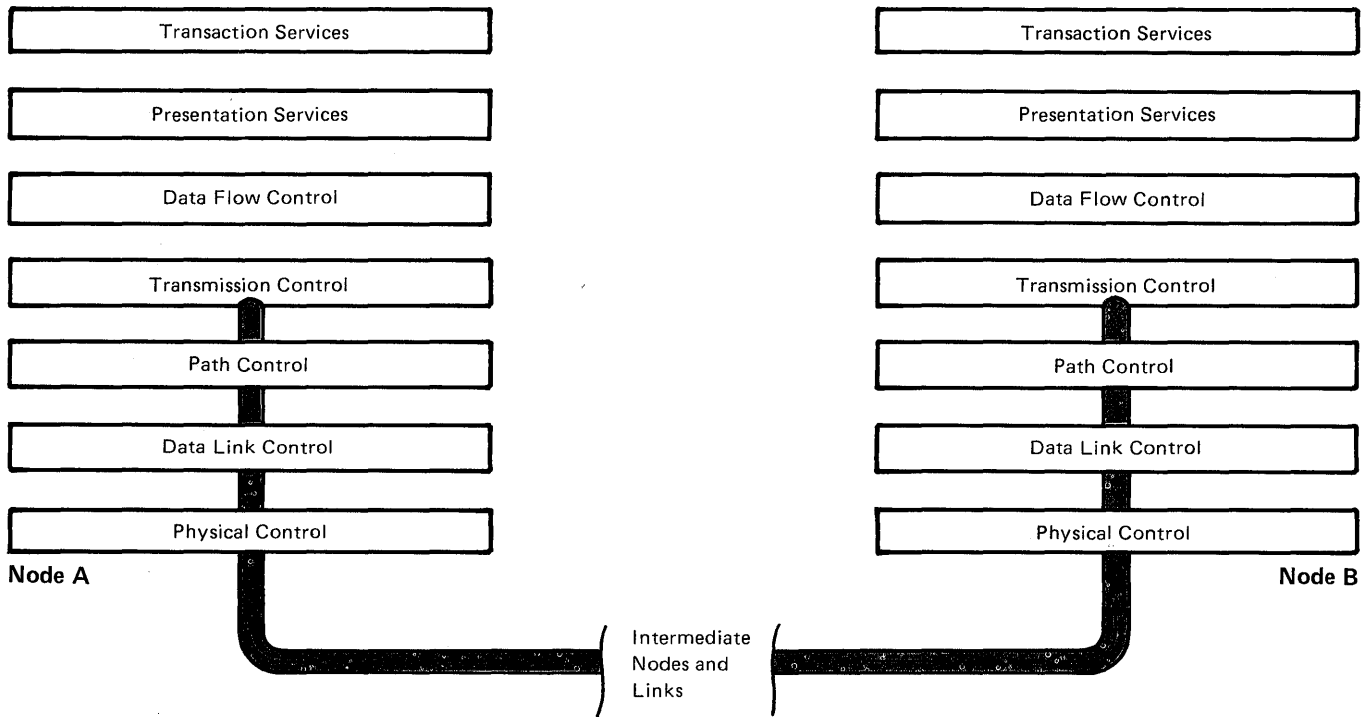 Transaction Services
Presentation Services
Data Flow Control
Transmission Control
Path Control
Data Link Control
Physical Control
Node A
Transaction Services
Presentation Services
Data Flow Control
Transmission Control
Path Control
Data Link Control
Physical Control
Node B
Intermediate
Nodes and
Links